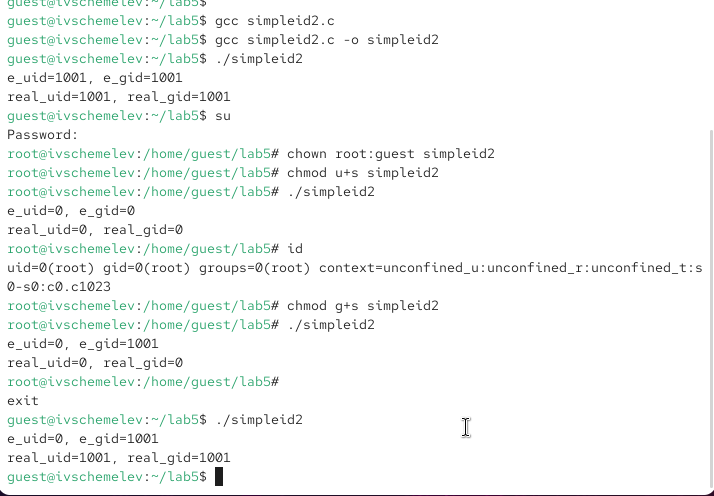 guest@ivschemelev:~/lab5$
guest@ivschemelev:~/lab5$ gcc simpleid2.c
guest@ivschemelev:~/lab5$ gcc simpleid2.c -o simpleid2
guest@ivschemelev:~/lab5$ ./simpleid2
e_uid=1001, e_gid=1001
real_uid=1001, real_gid=1001
guest@ivschemelev:~/lab5$ su
Password:
root@ivschemelev:/home/guest/lab5# chown root:guest simpleid2
root@ivschemelev:/home/guest/lab5# chmod u+s simpleid2
root@ivschemelev:/home/guest/lab5# ./simpleid2
e_uid=0, e_gid=0
real_uid=0, real_gid=0
root@ivschemelev:/home/guest/lab5# id
uid=0(root) gid=0(root) groups=0(root) context=unconfined_u:unconfined_r:unconfined_t:s
0-s0:c0.c1023
root@ivschemelev:/home/guest/lab5# chmod g+s simpleid2
root@ivschemelev:/home/guest/lab5# ./simpleid2
e_uid=0, e_gid=1001
real_uid=0, real_gid=0
root@ivschemelev:/home/guest/lab5#
exit
guest@ivschemelev:~/lab5$ ./simpleid2
e_uid=0, e_gid=1001
real_uid=1001, real_gid=1001
guest@ivschemelev:~/lab5$